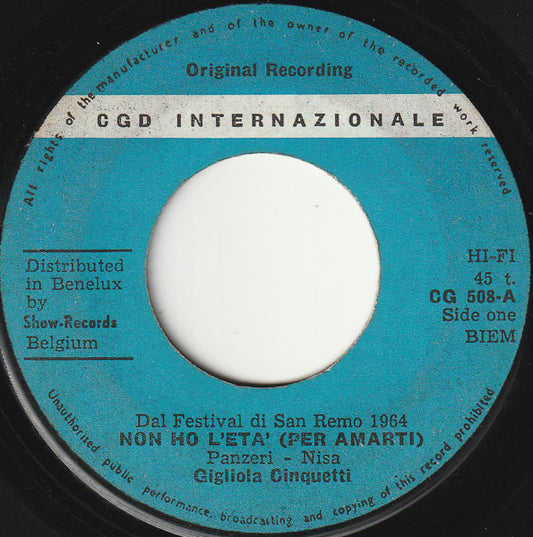 All rights of the manufacturer and of the owner of the recorded work reserved
Original Recording
CGD INTERNAZIONALE
Distributed
in Benelux
by
Show-Records
Belgium
HI-FI
45 t.
CG 508-A
Side one
BIEM
Dal Festival di San Remo 1964
NON HO L'ETA' (PER AMARTI)
Panzeri - Nisa
Gigliola Cinquetti
Unauthorised public performance, broadcasting and copying of this record prohibited